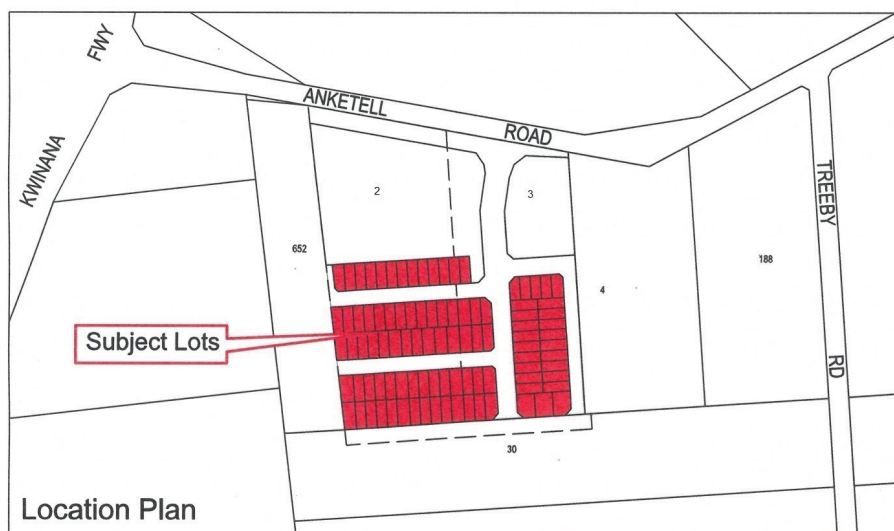 FWY
KWINANA
ANKETELL
ROAD
TREEBY
RD
2
3
652
4
188
Subject Lots
30
Location Plan